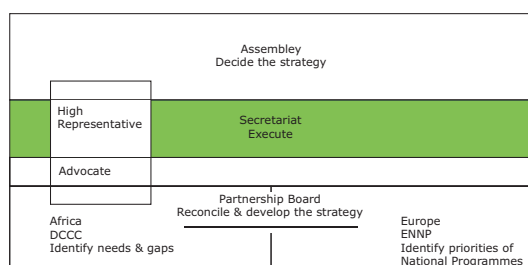 Assembley
Decide the strategy
High
Representative
Secretariat
Execute
Advocate
Partnership Board
Reconcile & develop the strategy
Africa
DCCC
Identify needs & gaps
Europe
ENNP
Identify priorities of
National Programmes